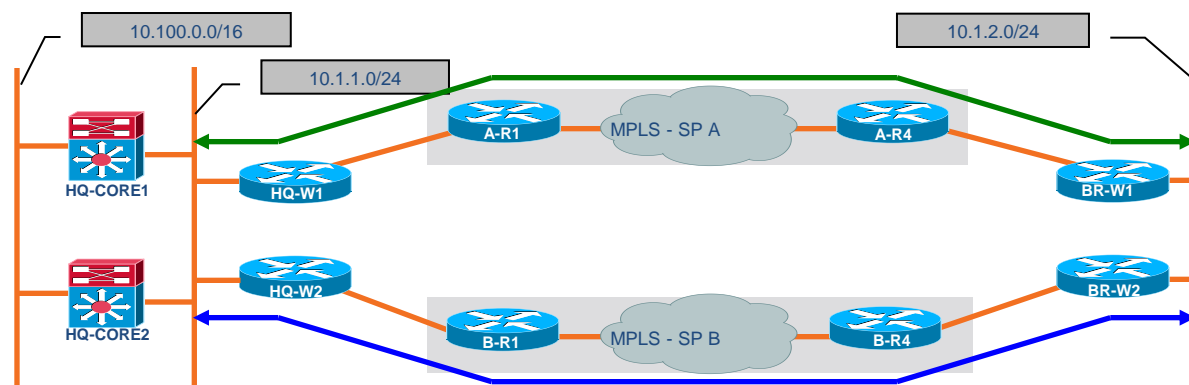 10.100.0.0/16
10.1.2.0/24
10.1.1.0/24
A-R1
MPLS - SP A
A-R4
HQ-CORE1
HQ-W1
BR-W1
HQ-W2
BR-W2
HQ-CORE2
B-R1
MPLS - SP B
B-R4